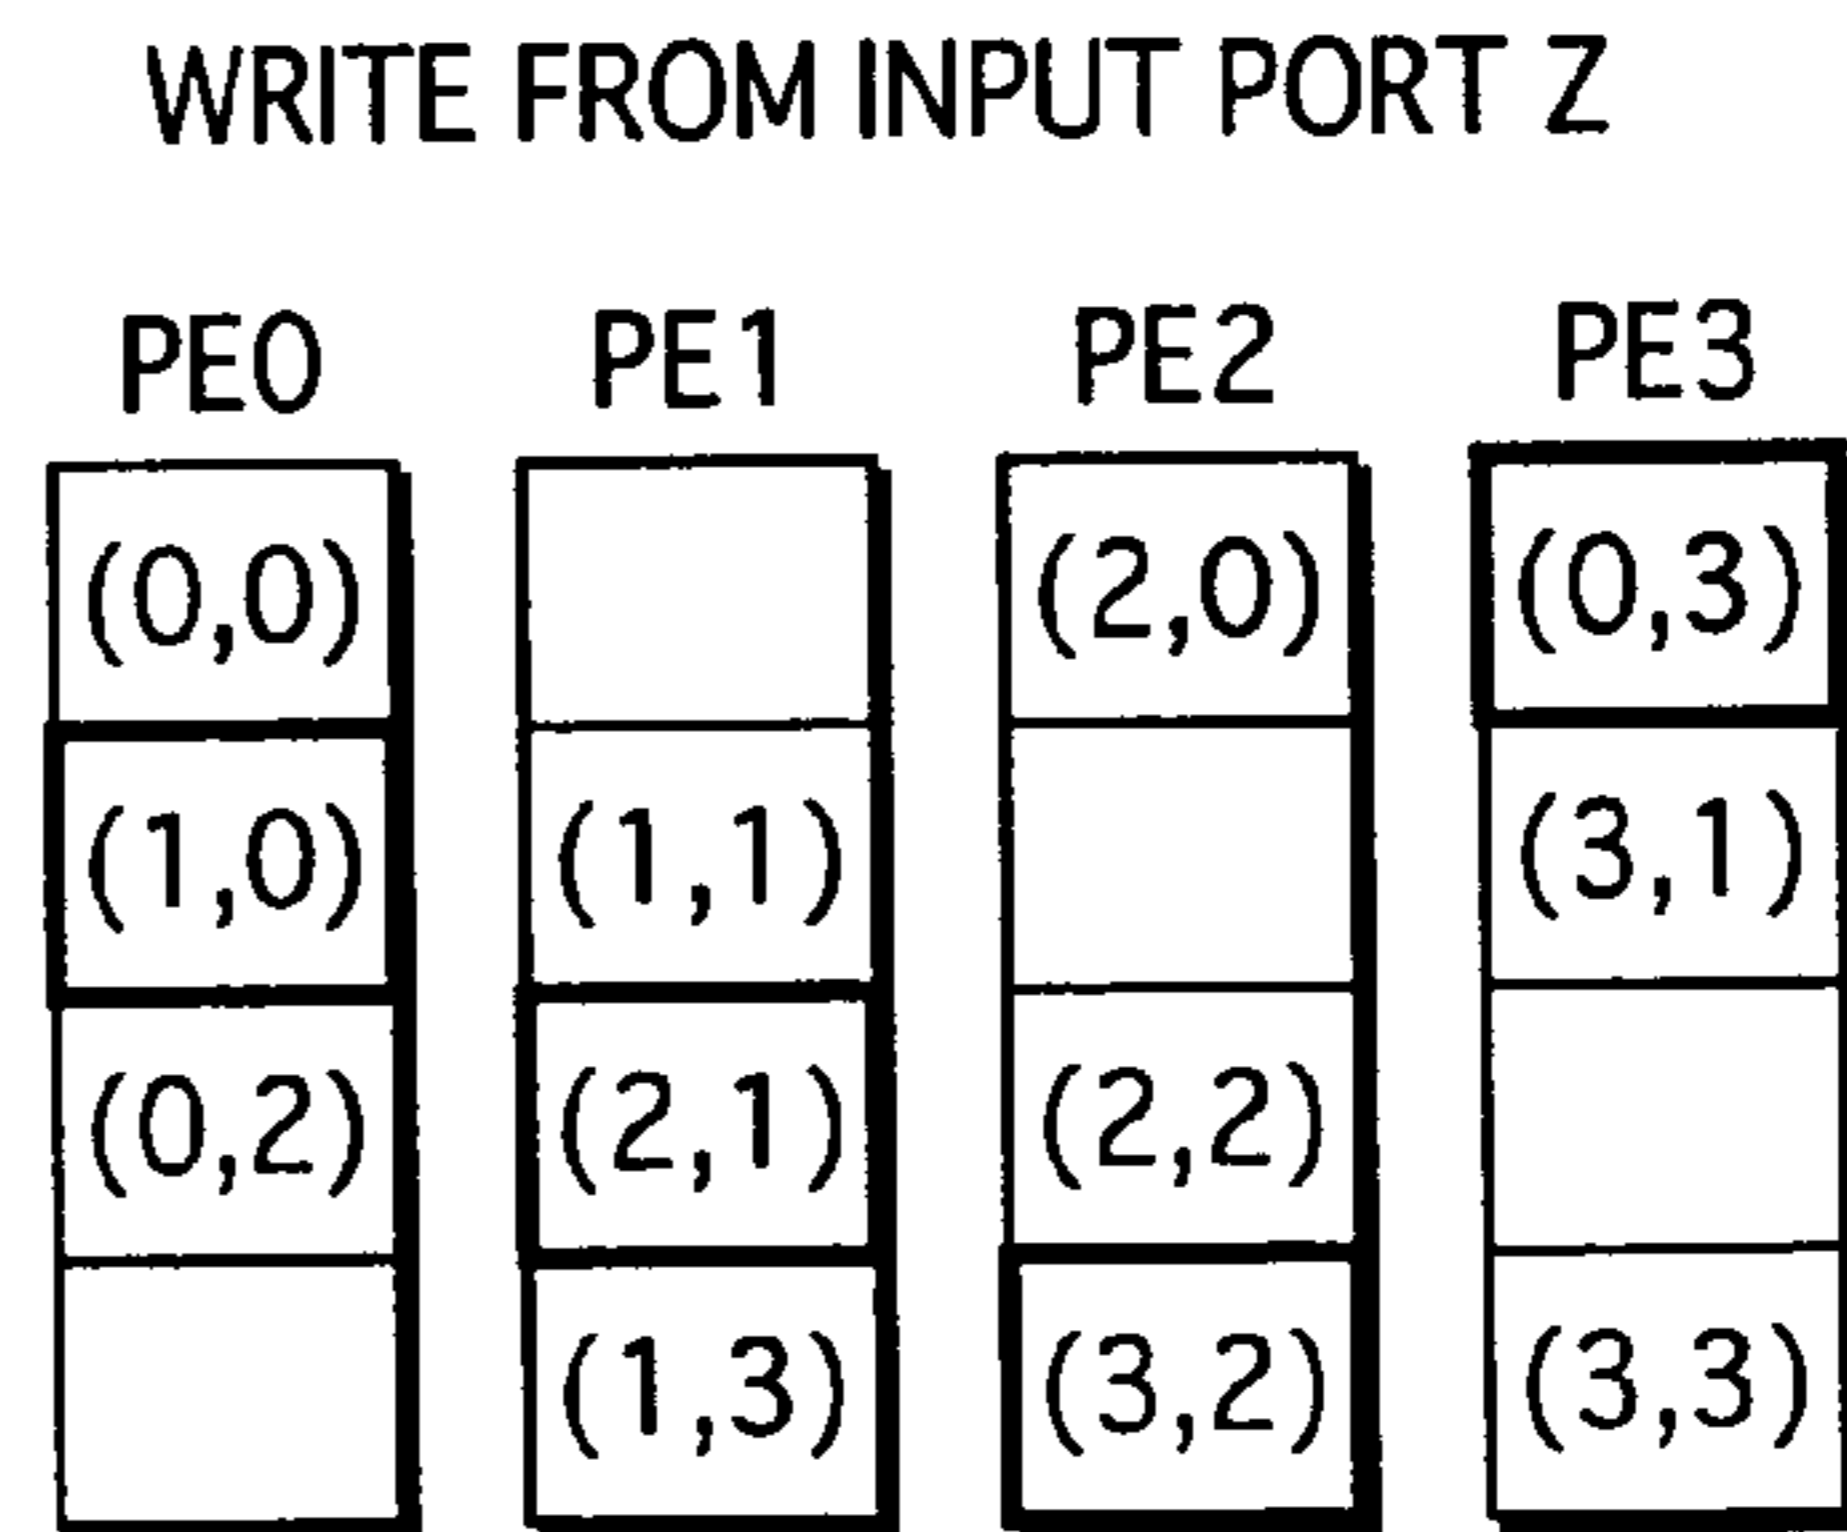 WRITE FROM INPUT PORT Z
PE0 PE1 PE2 PE3
(0,0) (2,0) (0,3)
(1,0) (1,1) (3,1)
(0,2) (2,1) (2,2)
(1,3) (3,2) (3,3)